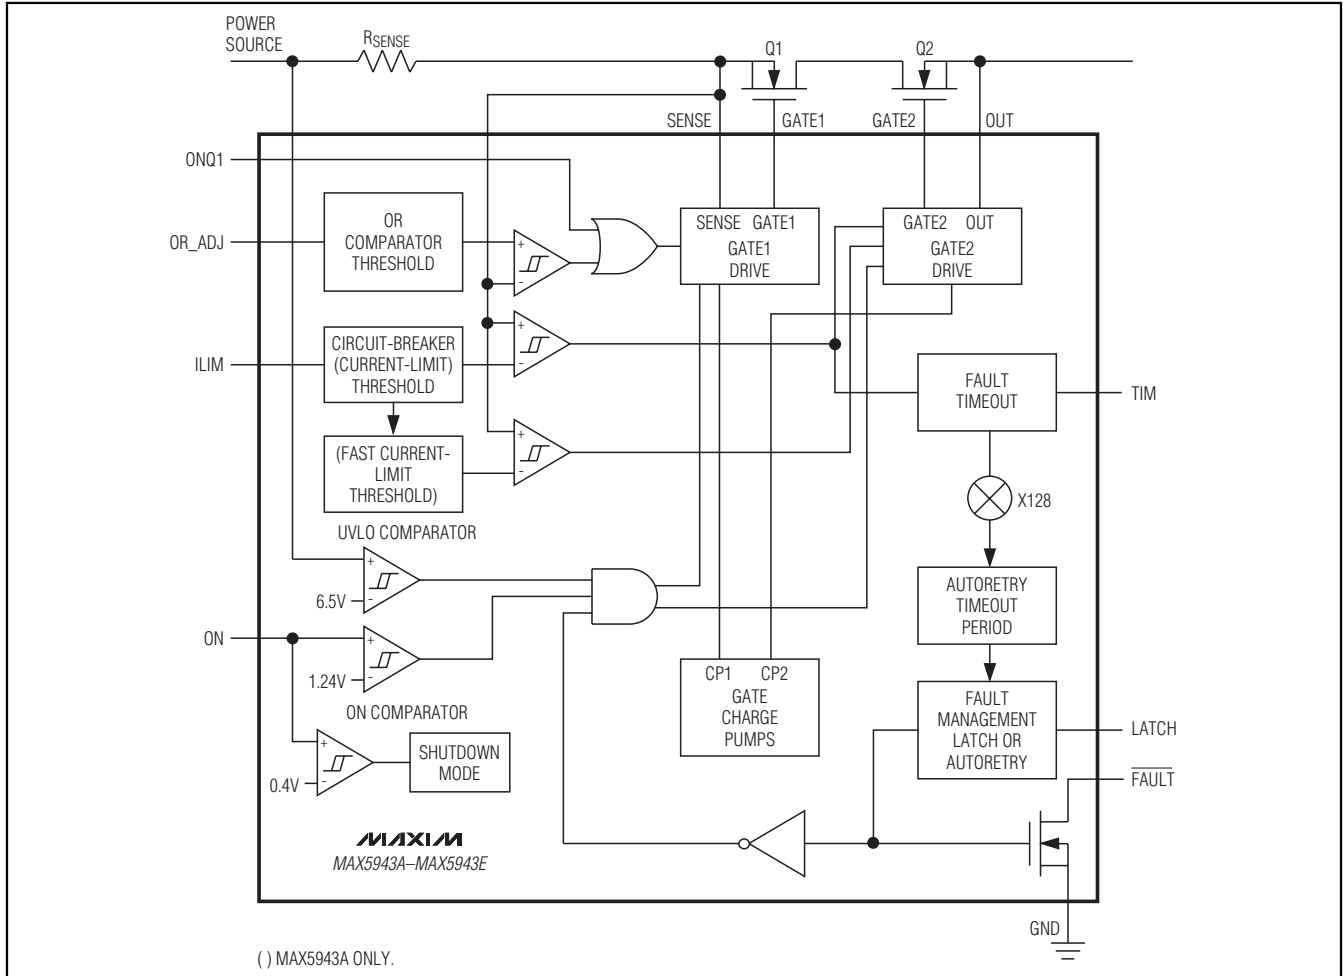 POWER
SOURCE
RSENSE
Q1
Q2
SENSE
GATE1
GATE2
OUT
ONQ1
OR_ADJ
OR
COMPARATOR
THRESHOLD
+
-
SENSE GATE1
GATE1
DRIVE
GATE2 OUT
GATE2
DRIVE
ILIM
CIRCUIT-BREAKER
(CURRENT-LIMIT)
THRESHOLD
+
-
FAULT
TIMEOUT
TIM
(FAST CURRENT-
LIMIT
THRESHOLD)
+
-
X128
UVLO COMPARATOR
+
-
6.5V
AUTORETRY
TIMEOUT
PERIOD
ON
+
-
1.24V
ON COMPARATOR
CP1 CP2
GATE
CHARGE
PUMPS
FAULT
MANAGEMENT
LATCH OR
AUTORETRY
LATCH
+
-
0.4V
SHUTDOWN
MODE
FAULT
MAXIM
MAX5943A–MAX5943E
GND
( ) MAX5943A ONLY.